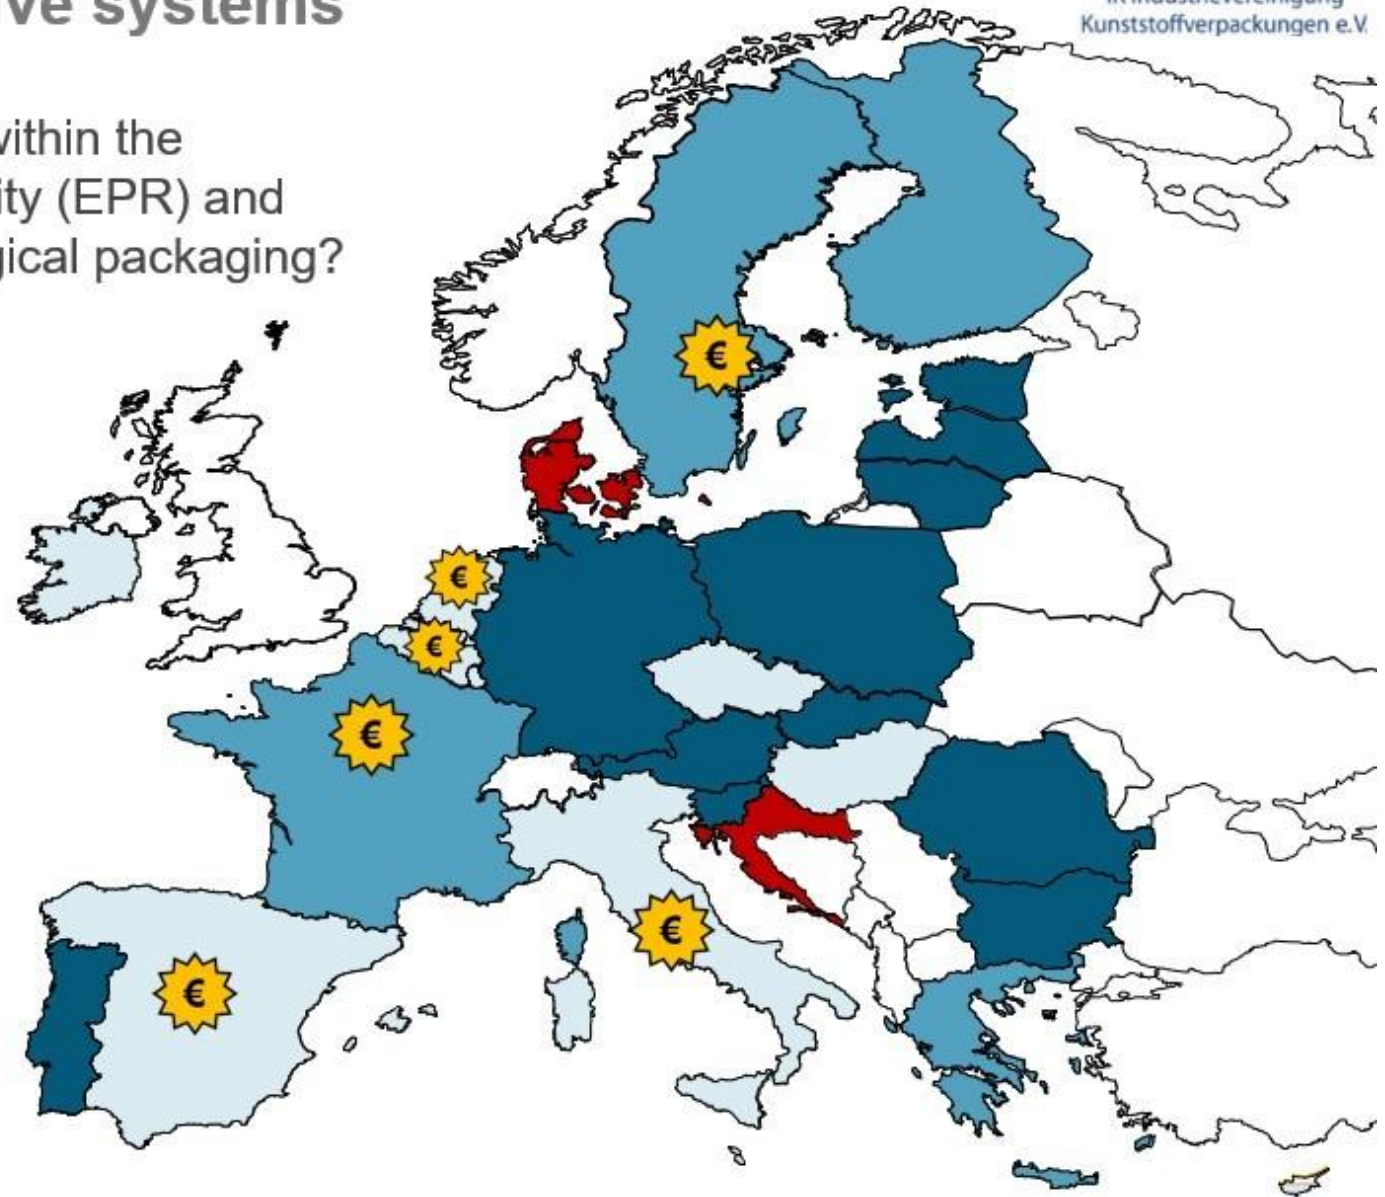 ve systems
Kunststoffverpackungen e.V.
within the
ity (EPR) and
gical packaging?
€
€
€
€
€
€